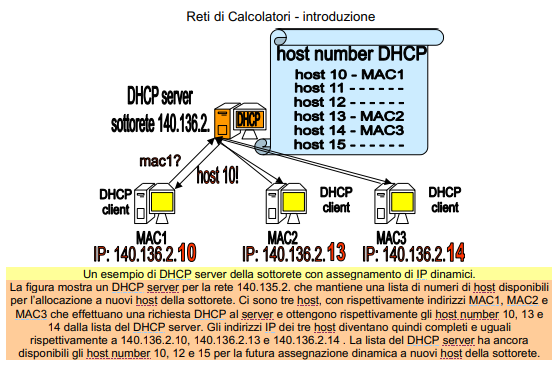 Reti di Calcolatori - introduzione
host number DHCP
host 10 - MAC1
host 11 - - - - - -
host 12 - - - - - -
host 13 - MAC2
host 14 - MAC3
host 15 - - - - - -
DHCP server
sottorete 140.136.2.
DHCP
mac1?
host 10!
DHCP
client
DHCP
client
DHCP
client
MAC1
MAC2
MAC3
IP: 140.136.2.10
IP: 140.136.2.13
IP: 140.136.2.14
Un esempio di DHCP server della sottorete con assegnamento di IP dinamici.
La figura mostra un DHCP server per la rete 140.135.2. che mantiene una lista di numeri di host disponibili
per l'allocazione a nuovi host della sottorete. Ci sono tre host, con rispettivamente indirizzi MAC1, MAC2 e
MAC3 che effettuano una richiesta DHCP al server e ottengono rispettivamente gli host number 10, 13 e
14 dalla lista del DHCP server. Gli indirizzi IP dei tre host diventano quindi completi e uguali
rispettivamente a 140.136.2.10, 140.136.2.13 e 140.136.2.14 . La lista del DHCP server ha ancora
disponibili gli host number 10, 12 e 15 per la futura assegnazione dinamica a nuovi host della sottorete.